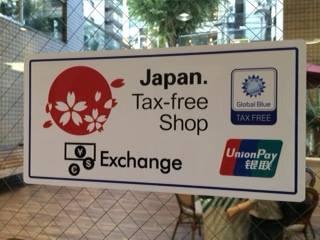 Japan.
Tax-free
Shop
Global Blue
TAX FREE
V
C S
Exchange
UnionPay
银联